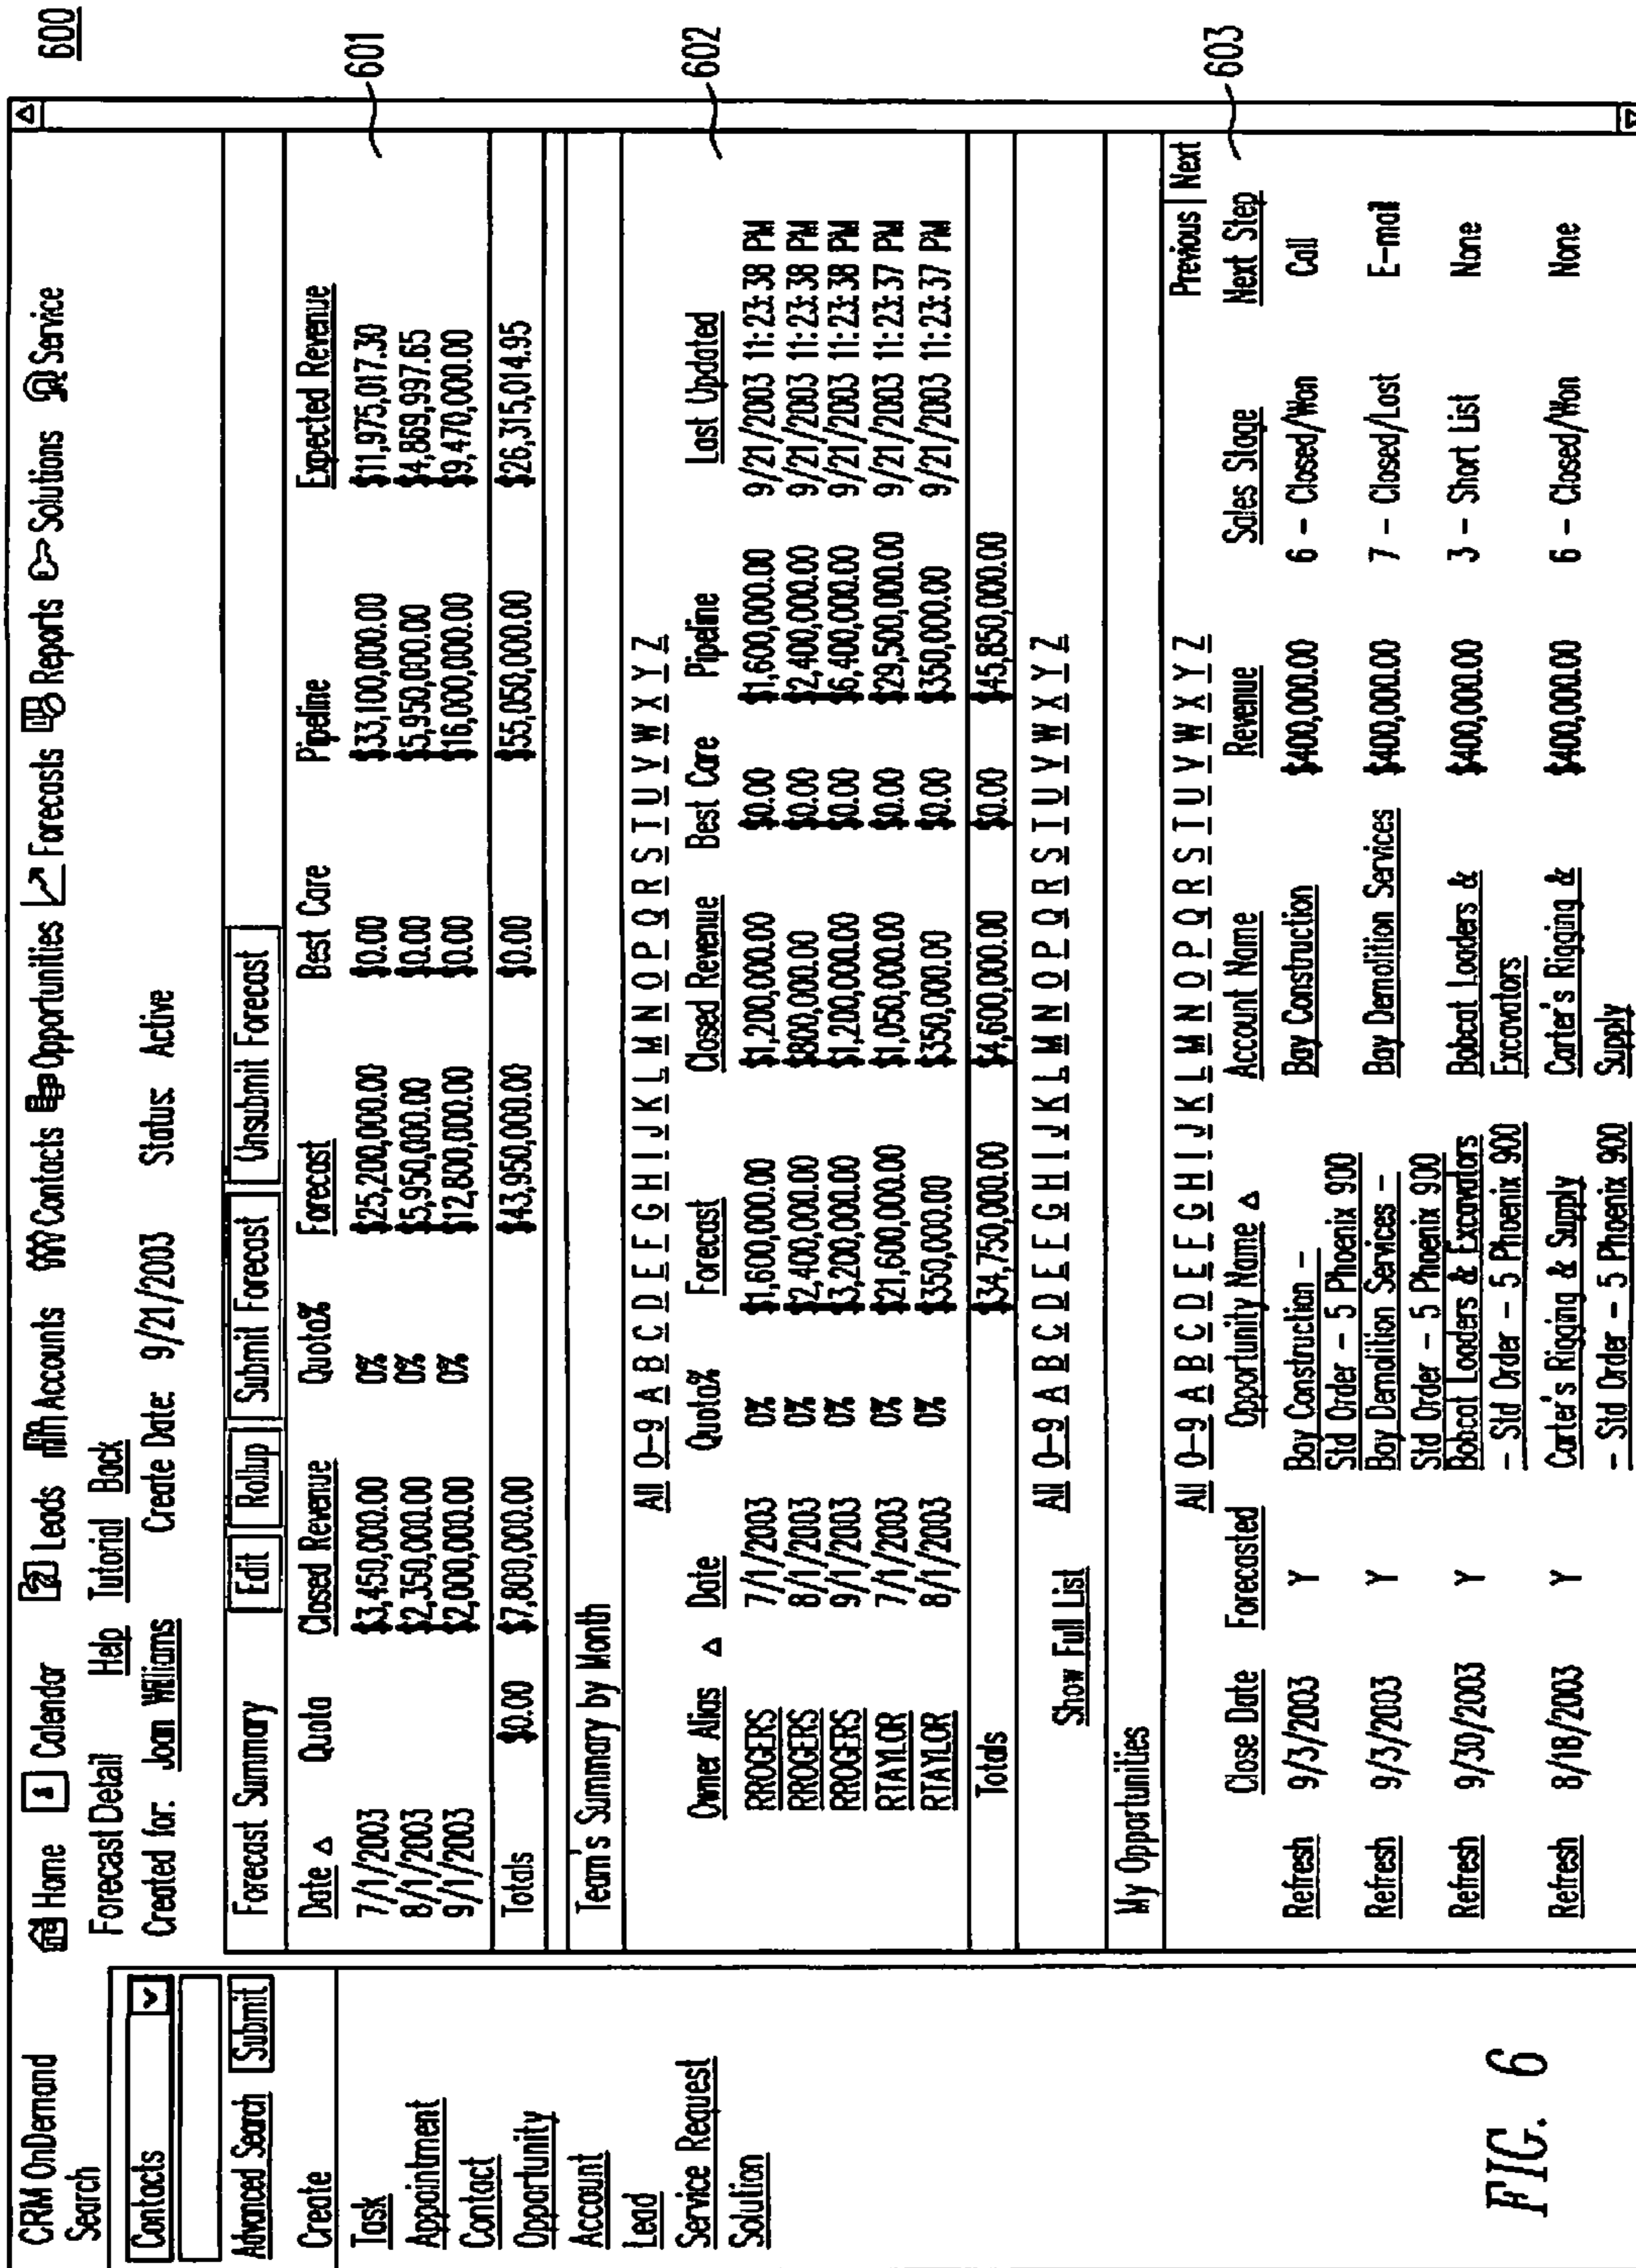 600
CRM OnDemand
Search
Contacts
Advanced Search Submit
Create
Task
Appointment
Contact
Opportunity
Account
Lead
Service Request
Solution
Home Calendar Leads Accounts Contacts Opportunities Forecasts Reports Solutions Service
Forecast Detail Help Tutorial Back
Created for: Joan Williams Create Date: 9/21/2003 Status: Active
Forecast Summary Edit Rollup Submit Forecast Unsubmit Forecast
Date Quota Closed Revenue Quota% Forecast Best Care Pipeline Expected Revenue
7/1/2003 $3,450,000.00 0% $25,200,000.00 $0.00 $33,100,000.00 $11,975,017.30
8/1/2003 $2,350,000.00 0% $5,950,000.00 $0.00 $5,950,000.00 $4,869,997.65
9/1/2003 $2,000,000.00 0% $12,800,000.00 $0.00 $16,000,000.00 $9,470,000.00
Totals $0.00 $7,800,000.00 $43,950,000.00 $0.00 $55,050,000.00 $26,315,014.95
601
Team's Summary by Month
All 0-9 A B C D E F G H I J K L M N O P Q R S T U V W X Y Z
Owner Alias Date Quota% Forecast Closed Revenue Best Care Pipeline Last Updated
RROGERS 7/1/2003 0% $1,600,000.00 $1,200,000.00 $0.00 $1,600,000.00 9/21/2003 11:23:38 PM
RROGERS 8/1/2003 0% $2,400,000.00 $800,000.00 $0.00 $2,400,000.00 9/21/2003 11:23:38 PM
RROGERS 9/1/2003 0% $3,200,000.00 $1,200,000.00 $0.00 $6,400,000.00 9/21/2003 11:23:38 PM
RTAYLOR 7/1/2003 0% $21,600,000.00 $1,050,000.00 $0.00 $29,500,000.00 9/21/2003 11:23:37 PM
RTAYLOR 8/1/2003 0% $350,000.00 $350,000.00 $0.00 $350,000.00 9/21/2003 11:23:37 PM
Totals $34,750,000.00 $4,600,000.00 $0.00 $45,850,000.00
602
Show Full List All 0-9 A B C D E F G H I J K L M N O P Q R S T U V W X Y Z
My Opportunities
All 0-9 A B C D E F G H I J K L M N O P Q R S T U V W X Y Z Previous | Next
Close Date Forecasted Opportunity Name Account Name Revenue Sales Stage Next Step
603
Refresh 9/3/2003 Y Bay Construction - Bay Construction $400,000.00 6 - Closed/Won Call
Std Order - 5 Phoenix 900
Refresh 9/3/2003 Y Bay Demolition Services - Bay Demolition Services $400,000.00 7 - Closed/Lost E-mail
Std Order - 5 Phoenix 900
Refresh 9/30/2003 Y Bobcat Loaders & Excavators Bobcat Loaders & $400,000.00 3 - Short List None
- Std Order - 5 Phoenix 900 Excavators
Refresh 8/18/2003 Y Carter's Rigging & Supply Carter's Rigging & $400,000.00 6 - Closed/Won None
- Std Order - 5 Phoenix 900 Supply
FIG. 6